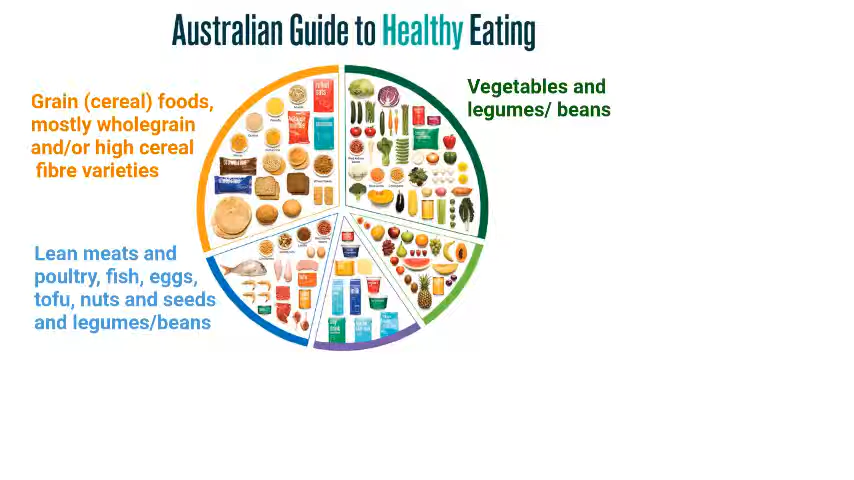 Australian Guide to Healthy Eating
Grain (cereal) foods,
mostly wholegrain
and/or high cereal
fibre varieties
Vegetables and
legumes/ beans
Lean meats and
poultry, fish, eggs,
tofu, nuts and seeds
and legumes/beans